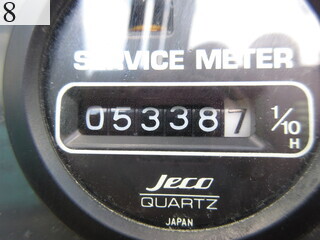 8
SERVICE METER
053387 1/10
H
Jeco
QUARTZ
JAPAN